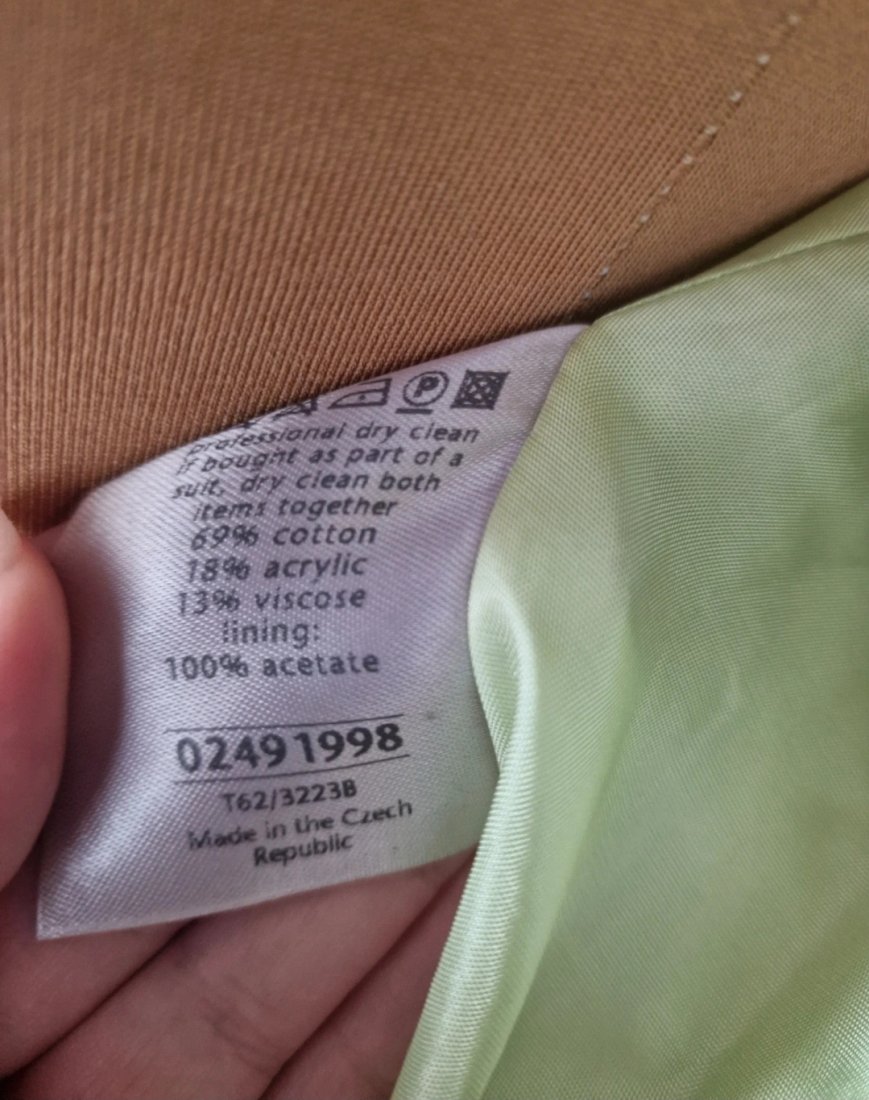 P
professional dry clean
if bought as part of a
suit, dry clean both
items together
69% cotton
18% acrylic
13% viscose
lining:
100% acetate
02491998
T62/3223B
Made in the Czech
Republic